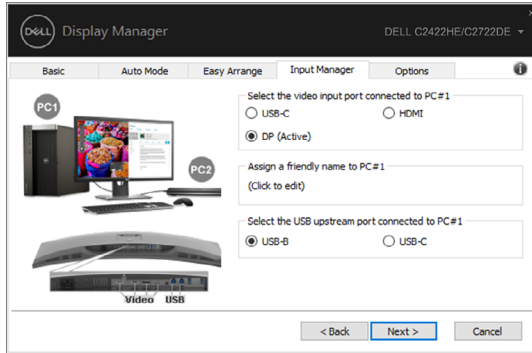 DELL Display Manager
DELL C2422HE/C2722DE
Basic Auto Mode Easy Arrange Input Manager Options
Select the video input port connected to PC#1
USB-C HDMI
DP (Active)
Assign a friendly name to PC#1
(Click to edit)
Select the USB upstream port connected to PC#1
USB-B USB-C
PC1
PC2
Video USB
< Back Next > Cancel